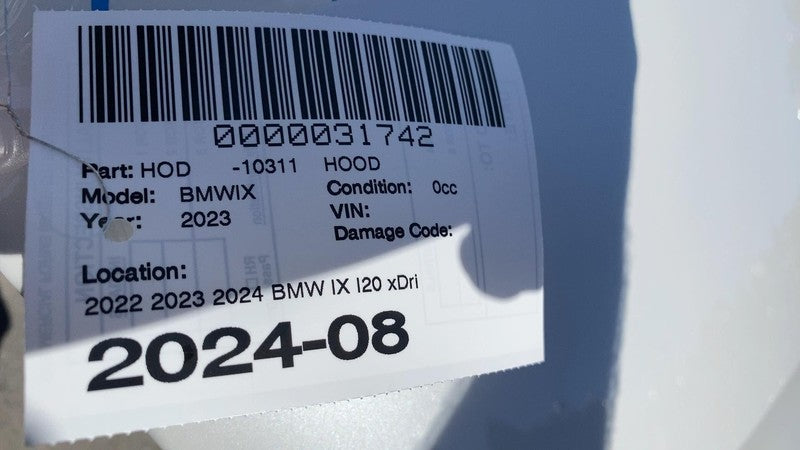 0000031742
Part: HOD -10311 HOOD
Model: BMWIX Condition: 0cc
Year: 2023 VIN:
Damage Code:
Location:
2022 2023 2024 BMW IX I20 xDri
2024-08